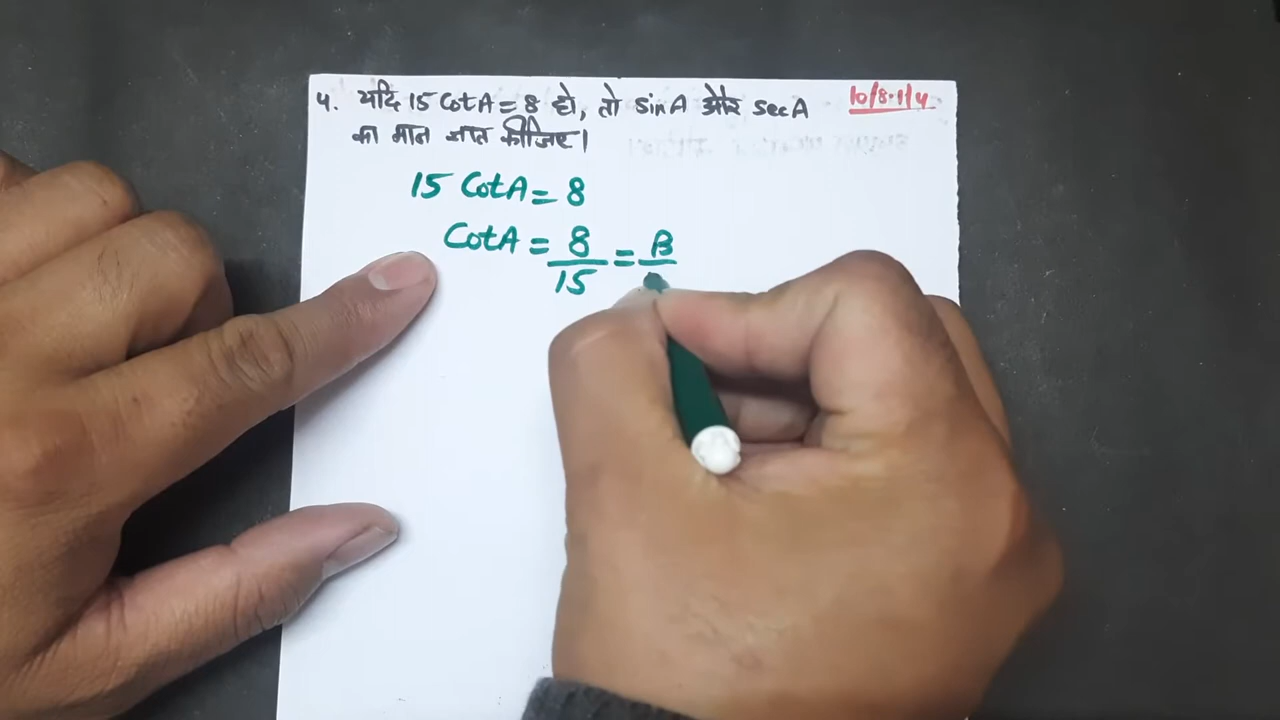 4. यदि 15 CotA = 8 हो, तो sinA और secA
10/8.1/4
का मान ज्ञात कीजिए।
15 CotA = 8
CotA = 8/15 = B/